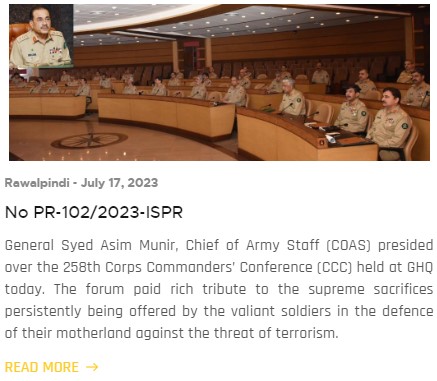 Rawalpindi - July 17, 2023
No PR-102/2023-ISPR
General Syed Asim Munir, Chief of Army Staff (COAS) presided
over the 258th Corps Commanders' Conference (CCC) held at GHQ
today. The forum paid rich tribute to the supreme sacrifices
persistently being offered by the valiant soldiers in the defence
of their motherland against the threat of terrorism.
READ MORE →